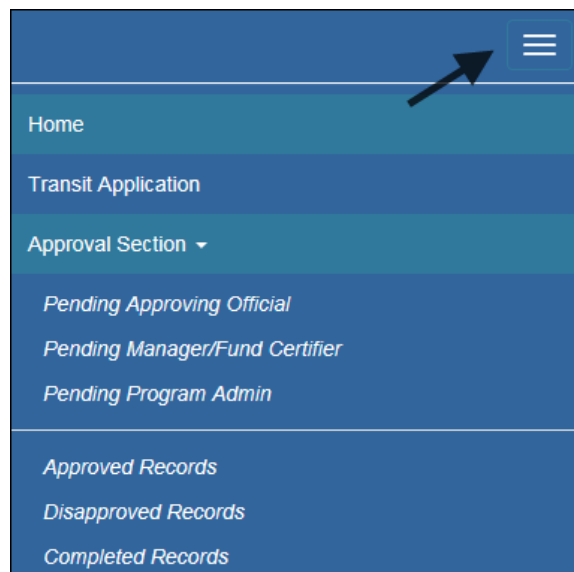 Home
Transit Application
Approval Section
Pending Approving Official
Pending Manager/Fund Certifier
Pending Program Admin
Approved Records
Disapproved Records
Completed Records